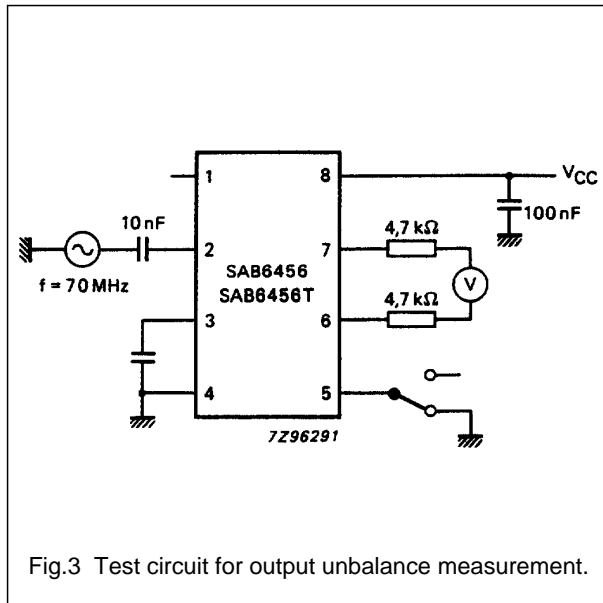 1 8 V_CC
10 nF 100 nF
4,7 kΩ
2 7
f = 70 MHz
SAB6456
SAB6456T
V
4,7 kΩ
3 6
4 5
7Z96291
Fig.3 Test circuit for output unbalance measurement.